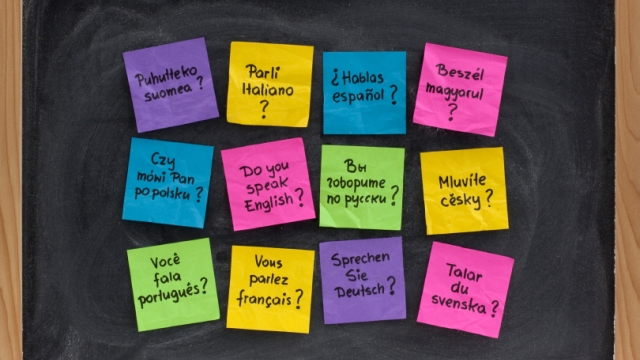 Puhutteko
suomea ?
Parli
Italiano
?
¿Hablas
español ?
Beszél
magyarul
?
Czy
mówi Pan
po polsku ?
Do you
speak
English ?
Вы
говорите
по русски ?
Mluvíte
česky ?
Você
fala
português?
Vous
parlez
français ?
Sprechen
Sie
Deutsch ?
Talar
du
svenska ?